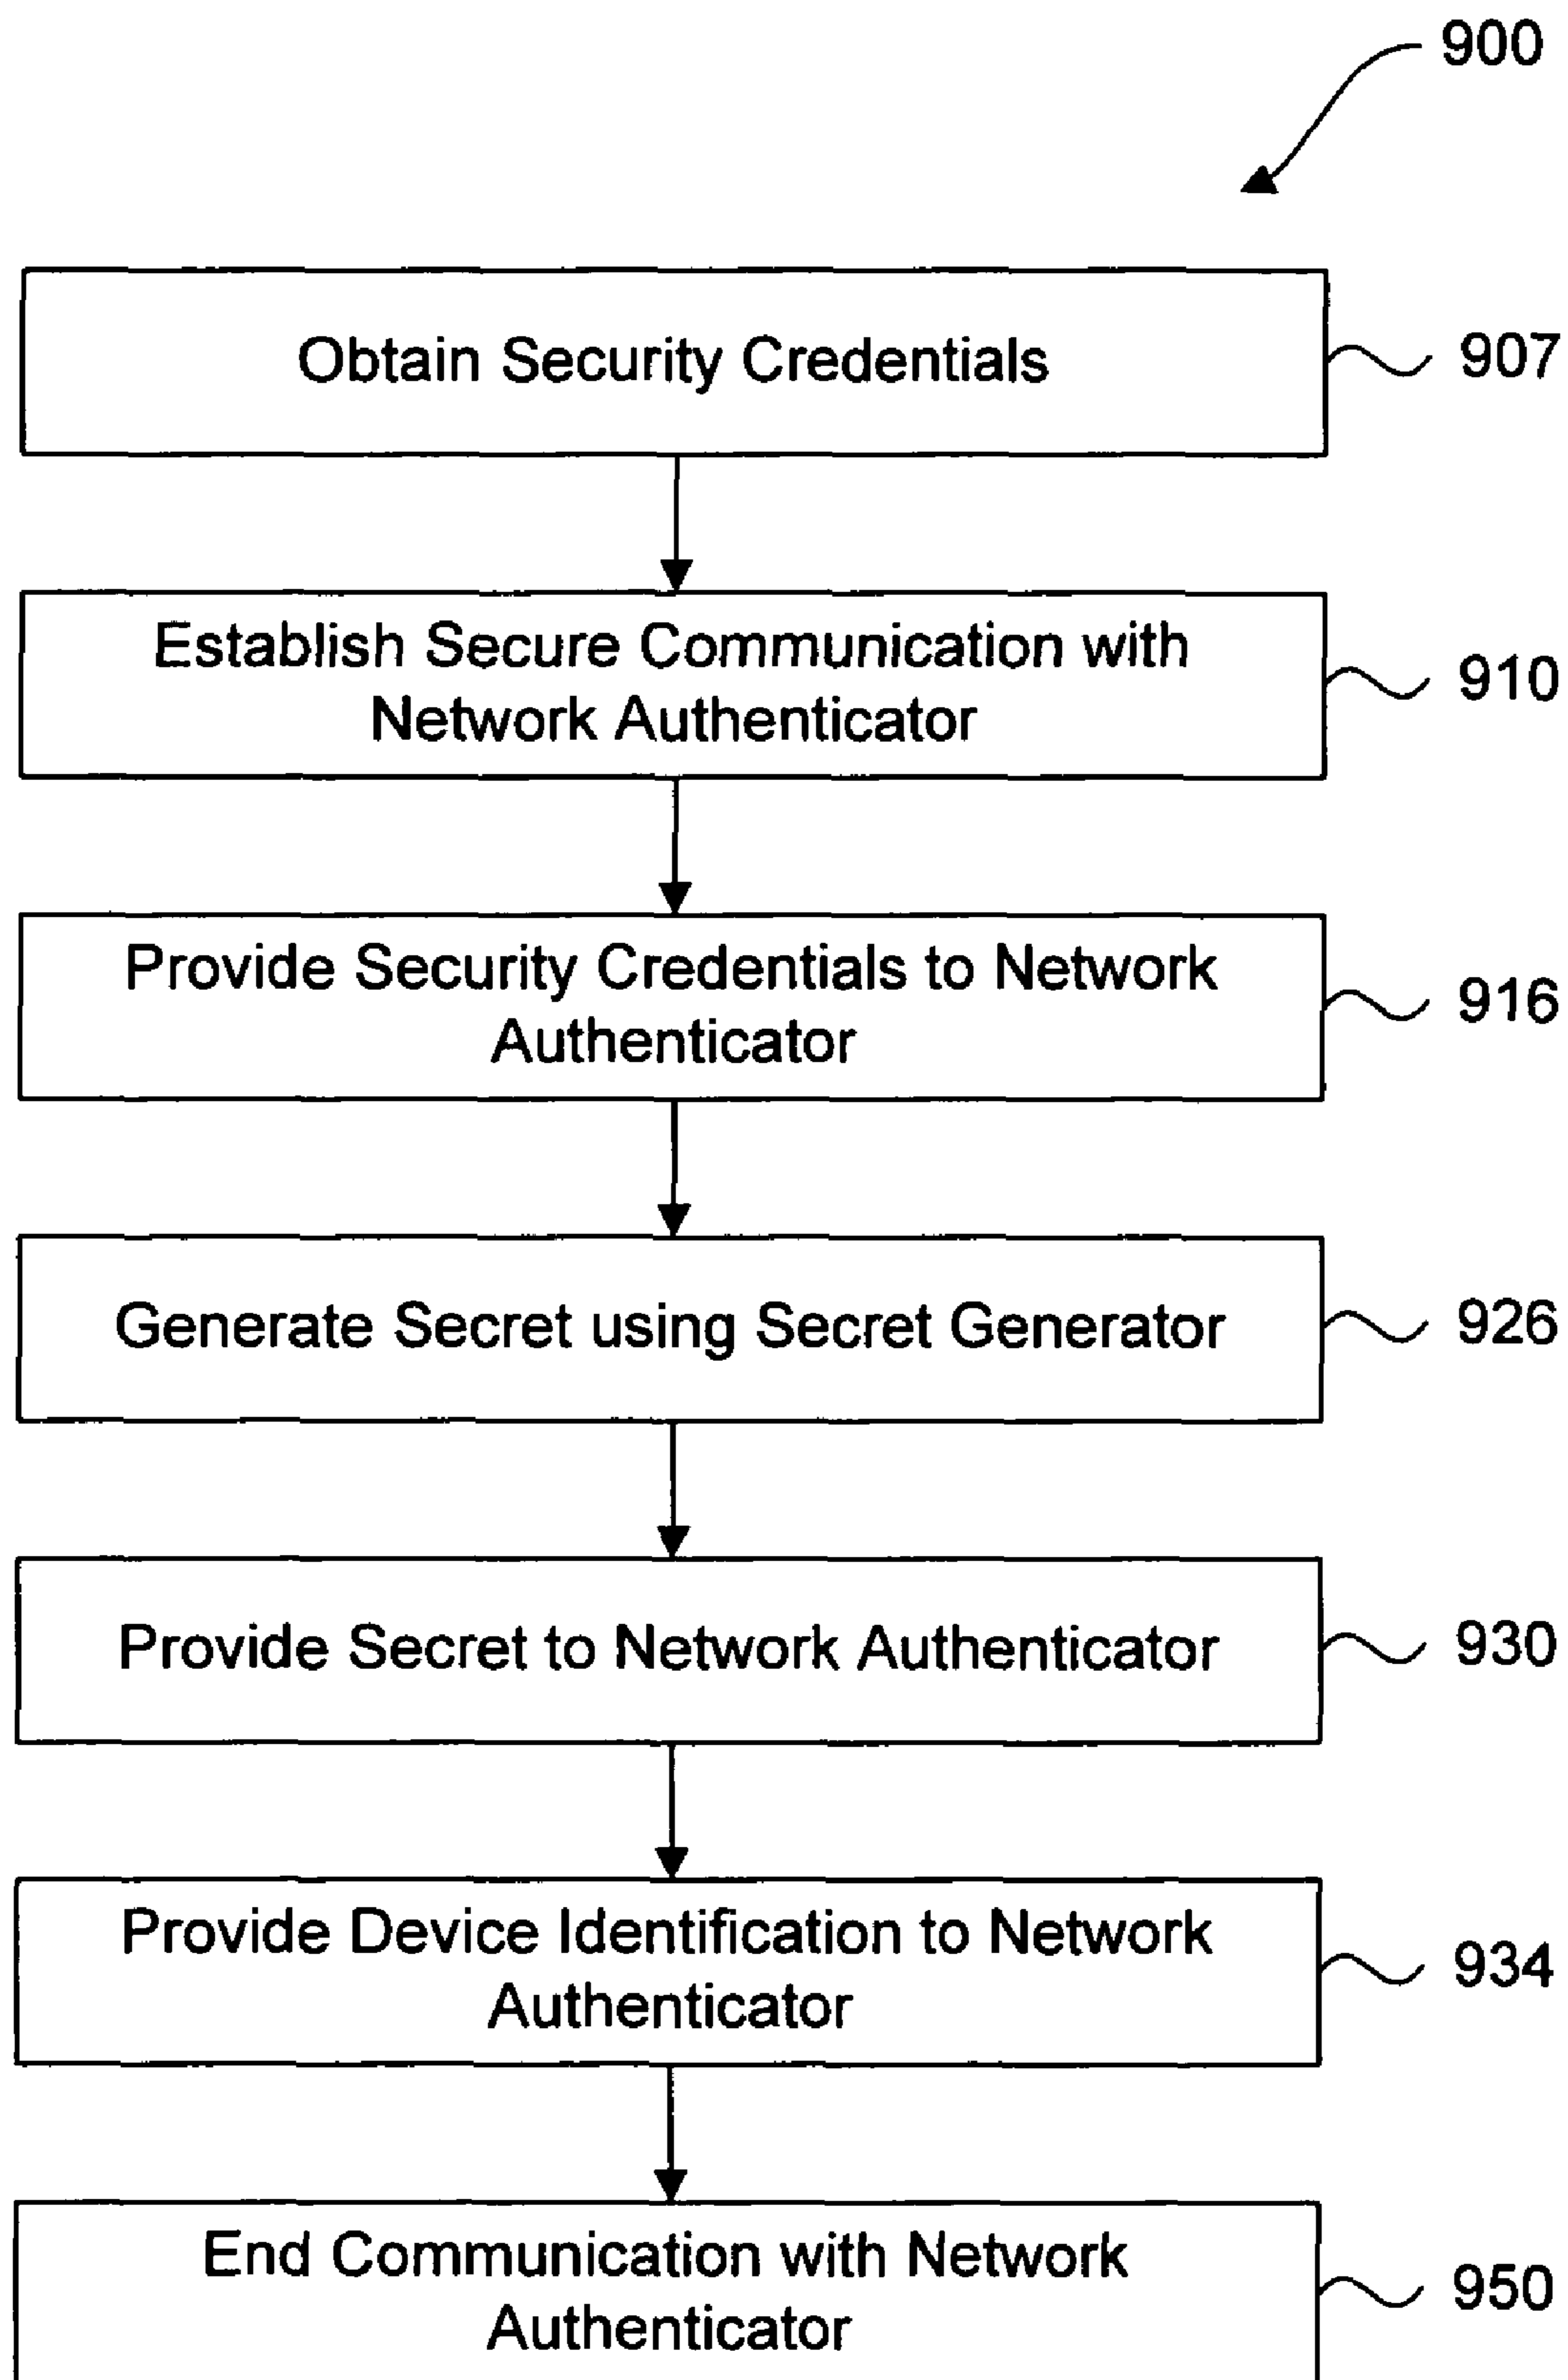 900
Obtain Security Credentials
907
Establish Secure Communication with
Network Authenticator
910
Provide Security Credentials to Network
Authenticator
916
Generate Secret using Secret Generator
926
Provide Secret to Network Authenticator
930
Provide Device Identification to Network
Authenticator
934
End Communication with Network
Authenticator
950